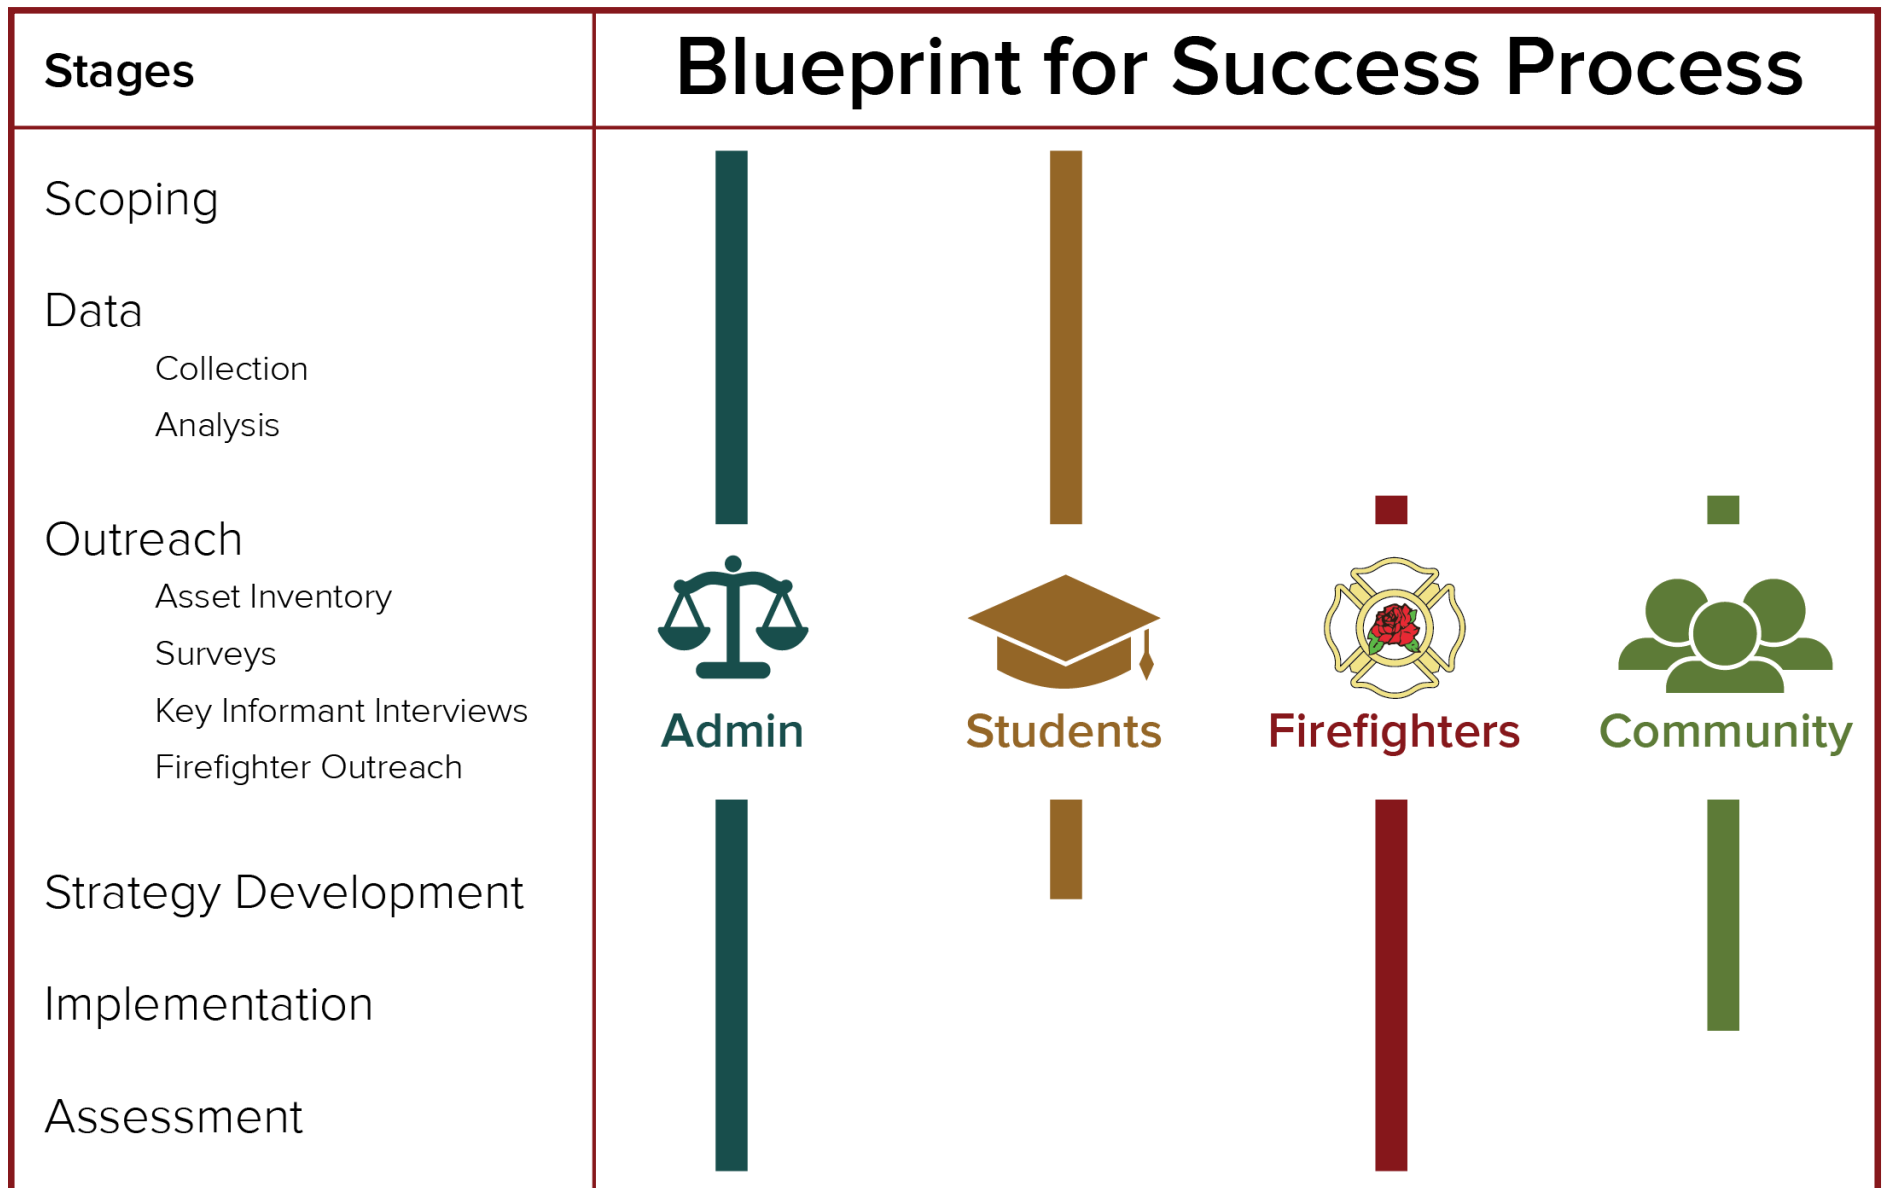 Stages
Blueprint for Success Process
Scoping
Data
Collection
Analysis
Outreach
Asset Inventory
Surveys
Key Informant Interviews
Firefighter Outreach
Admin
Students
Firefighters
Community
Strategy Development
Implementation
Assessment